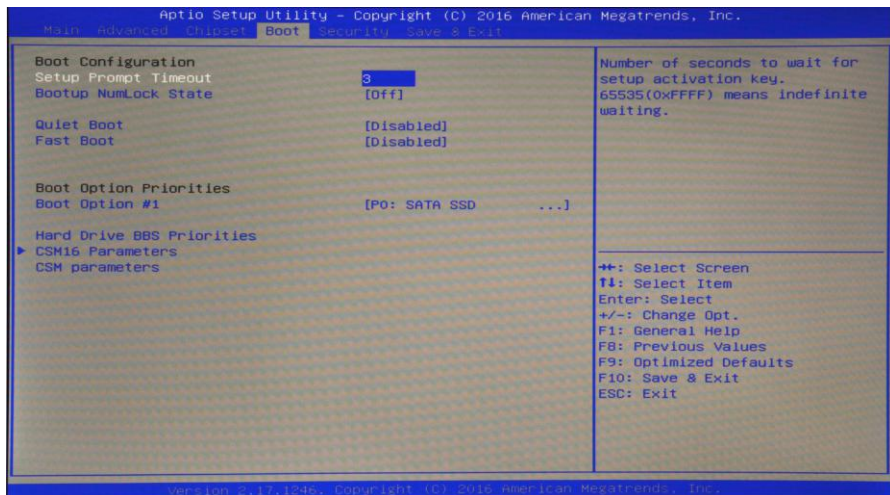 Aptio Setup Utility - Copyright (C) 2016 American Megatrends, Inc.
Main Advanced Chipset Boot Security Save & Exit
Boot Configuration
Setup Prompt Timeout 3
Bootup NumLock State [Off]
Quiet Boot [Disabled]
Fast Boot [Disabled]
Boot Option Priorities
Boot Option #1 [P0: SATA SSD ...]
Hard Drive BBS Priorities
CSM16 Parameters
CSM parameters
Number of seconds to wait for
setup activation key.
65535(0xFFFF) means indefinite
waiting.
→←: Select Screen
↑↓: Select Item
Enter: Select
+/-: Change Opt.
F1: General Help
F8: Previous Values
F9: Optimized Defaults
F10: Save & Exit
ESC: Exit
Version 2.17.1246. Copyright (C) 2016 American Megatrends, Inc.